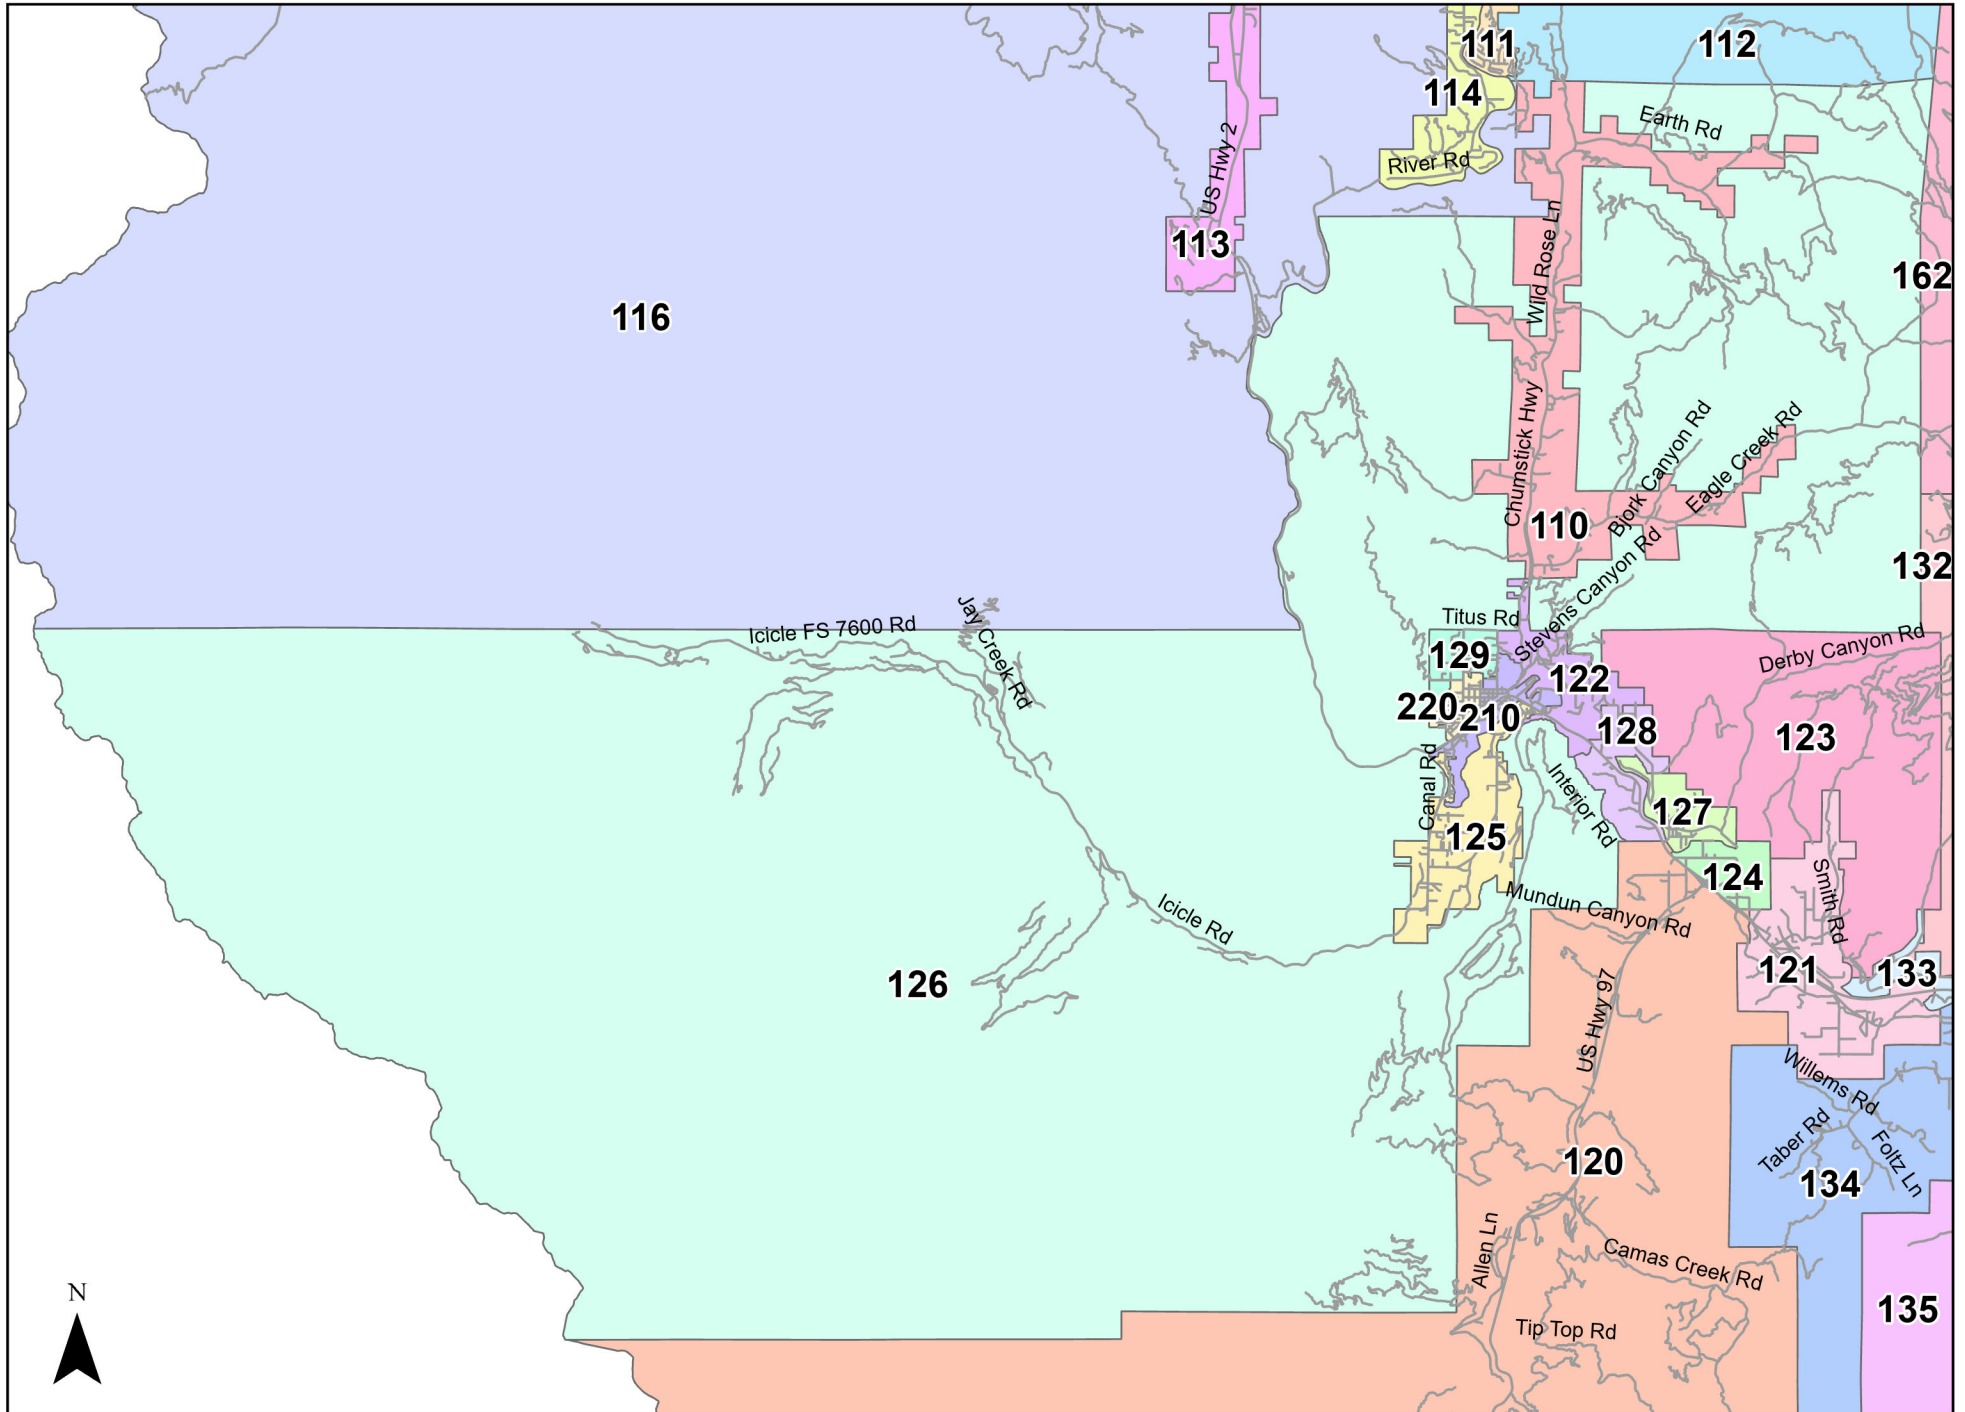 111
112
114
Earth Rd
US Hwy 2
River Rd
113
Wild Rose Ln
162
116
Chumstick Hwy
Bjork Canyon Rd
Eagle Creek Rd
110
132
Stevens Canyon Rd
Jay Creek Rd
Icicle FS 7600 Rd
Titus Rd
129
Derby Canyon Rd
122
220
210
128
123
Canal Rd
Interior Rd
127
125
124
Smith Rd
Icicle Rd
Mundun Canyon Rd
126
121
133
US Hwy 97
Willems Rd
Taber Rd
Foltz Ln
120
134
Allen Ln
Camas Creek Rd
N
135
Tip Top Rd